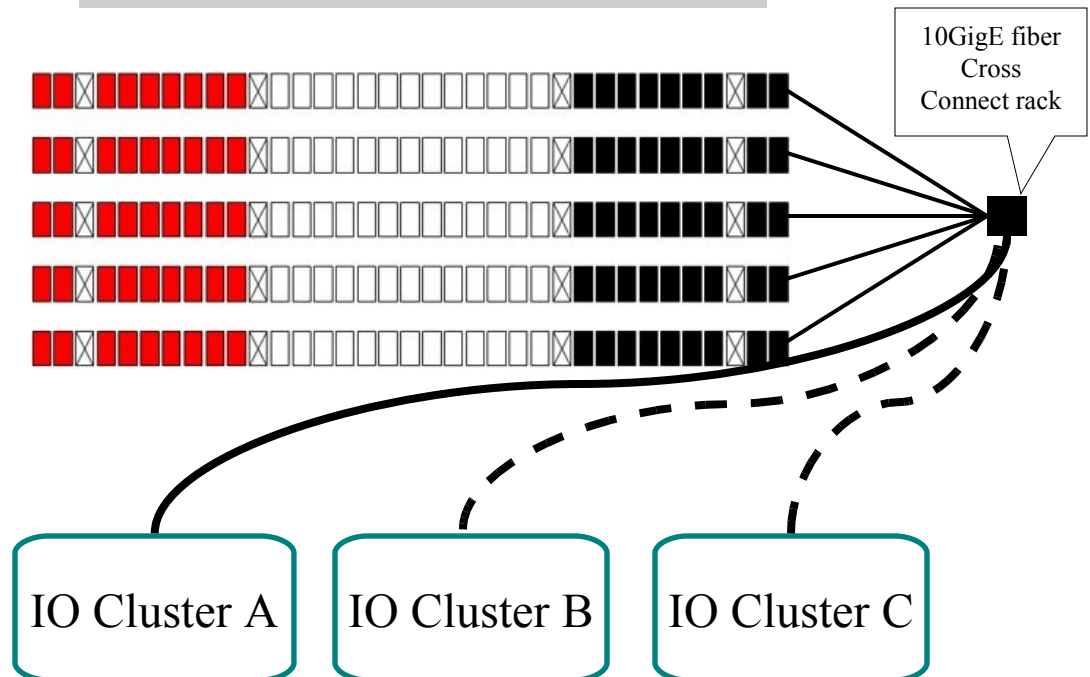 10GigE fiber
Cross
Connect rack
IO Cluster A
IO Cluster B
IO Cluster C